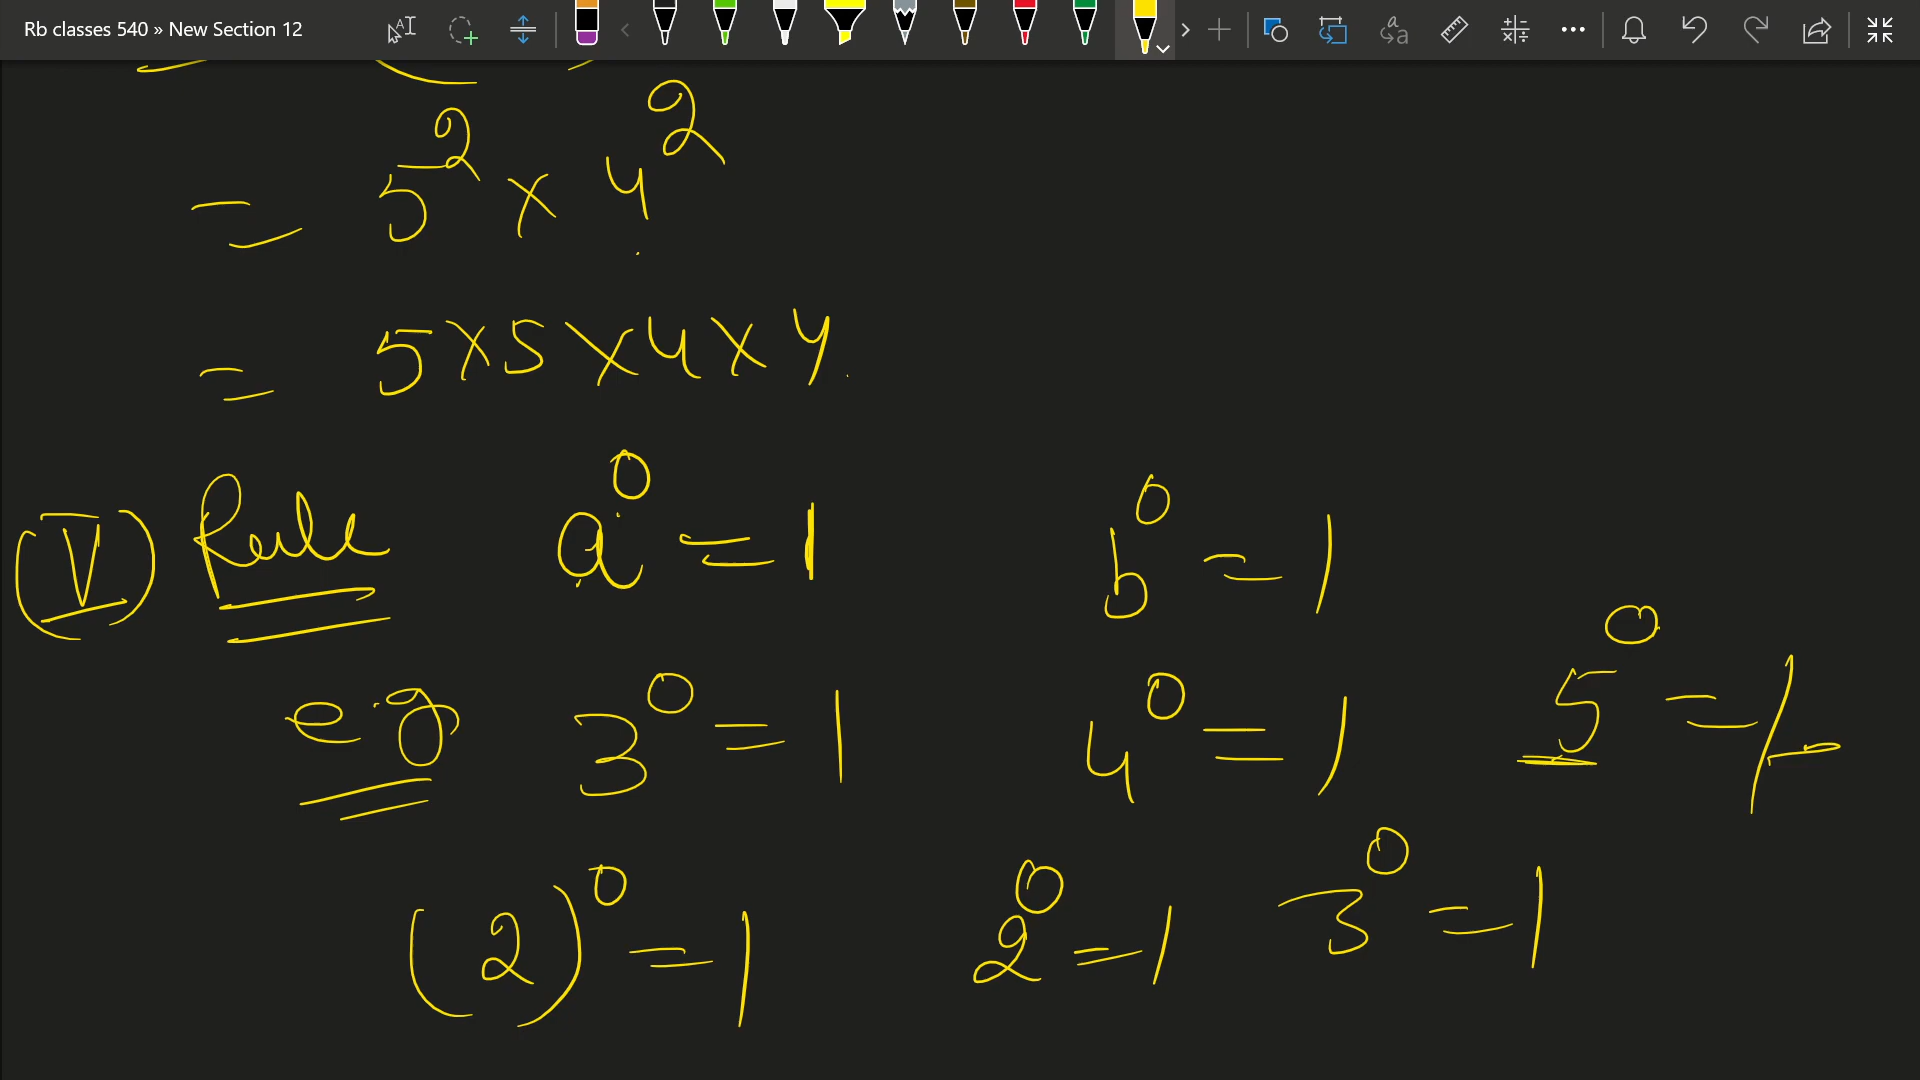 Rb classes 540 » New Section 12
= 5² × 4²
= 5×5×4×4
(V) Rule a⁰ = 1 b⁰ = 1
e.g 3⁰ = 1 4⁰ = 1 5⁰ = 1
(2)⁰ = 1 2⁰ = 1 3⁰ = 1